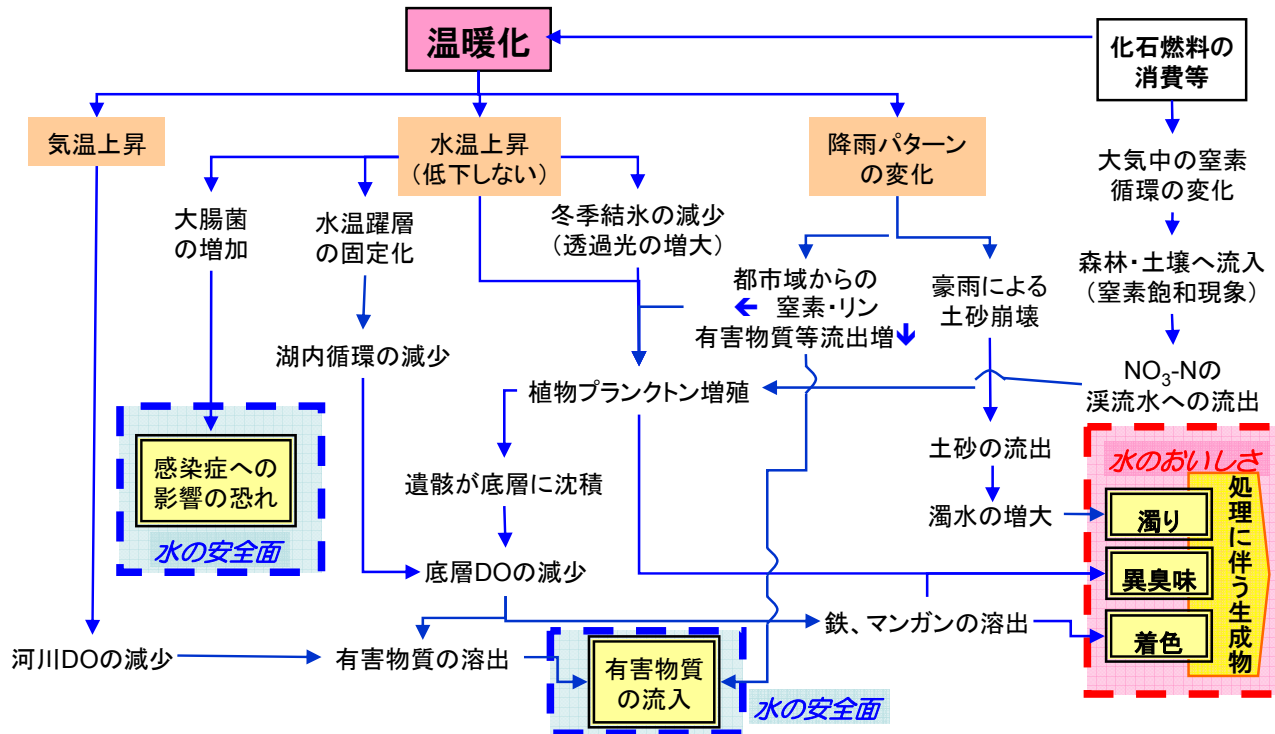 温暖化
化石燃料の
消費等
気温上昇
水温上昇
(低下しない)
降雨パターン
の変化
大気中の窒素
循環の変化
大腸菌
の増加
水温躍層
の固定化
冬季結氷の減少
(透過光の増大)
都市域からの
窒素・リン
有害物質等流出増
豪雨による
土砂崩壊
森林・土壌へ流入
(窒素飽和現象)
湖内循環の減少
植物プランクトン増殖
NO₃-Nの
渓流水への流出
感染症への
影響の恐れ
水の安全面
遺骸が底層に沈積
土砂の流出
水のおいしさ
濁水の増大
濁り
処理に伴う生成物
底層DOの減少
異臭味
鉄、マンガンの溶出
着色
河川DOの減少
有害物質の溶出
有害物質
の流入
水の安全面